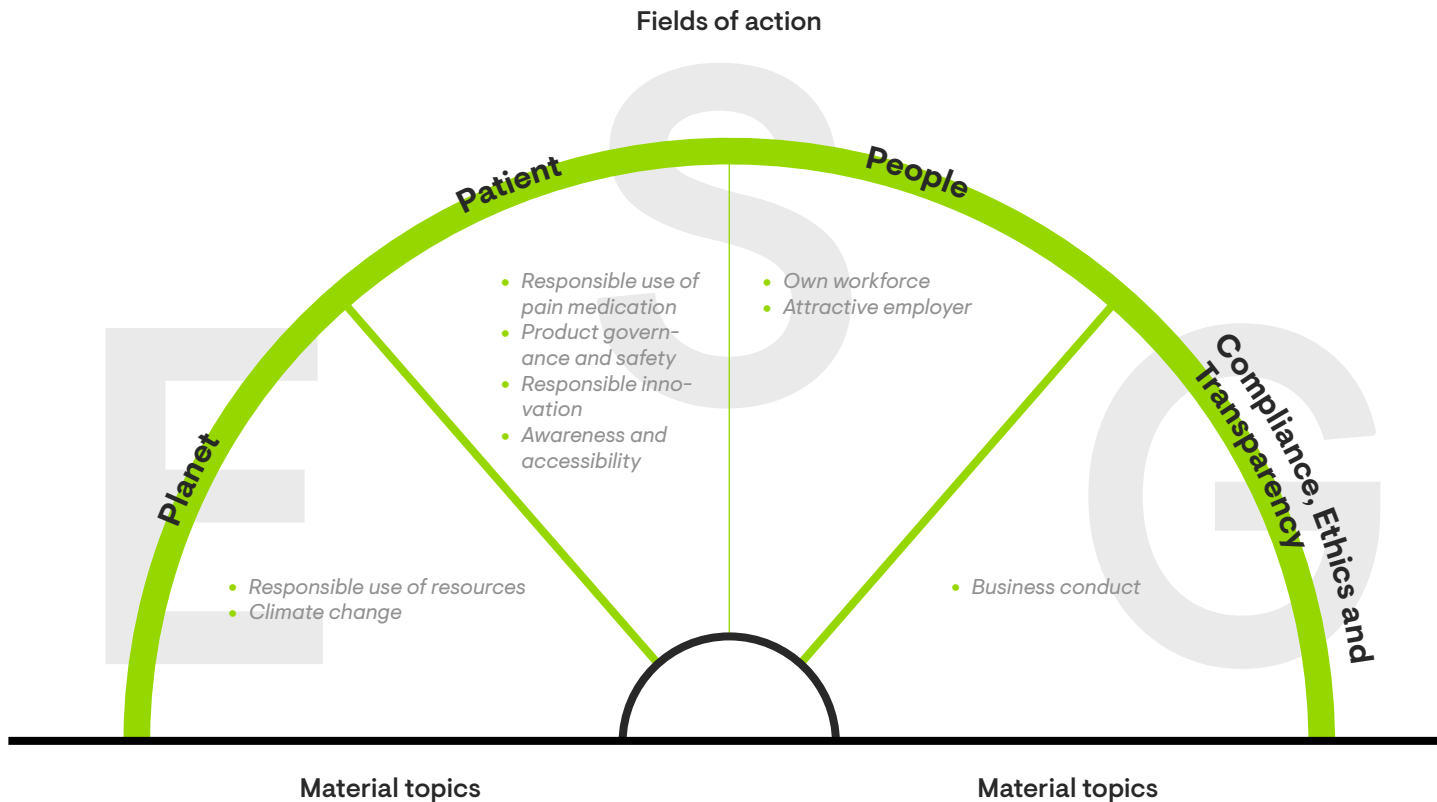 Fields of action
E
S
G
Planet
Patient
People
Compliance, Ethics and
Transparency
• Responsible use of resources
• Climate change
• Responsible use of
pain medication
• Product govern-
ance and safety
• Responsible inno-
vation
• Awareness and
accessibility
• Own workforce
• Attractive employer
• Business conduct
Material topics
Material topics